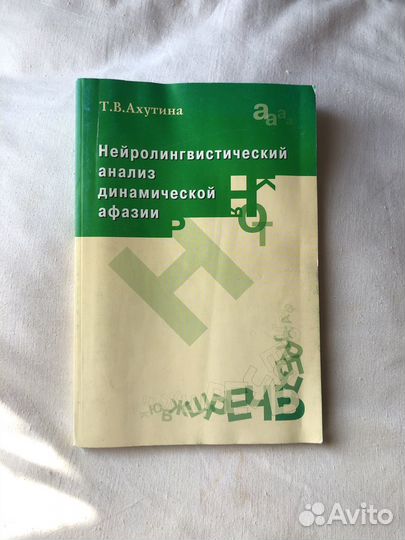 Т.В.Ахутина
Нейролингвистический
анализ
динамической
афазии
Avito